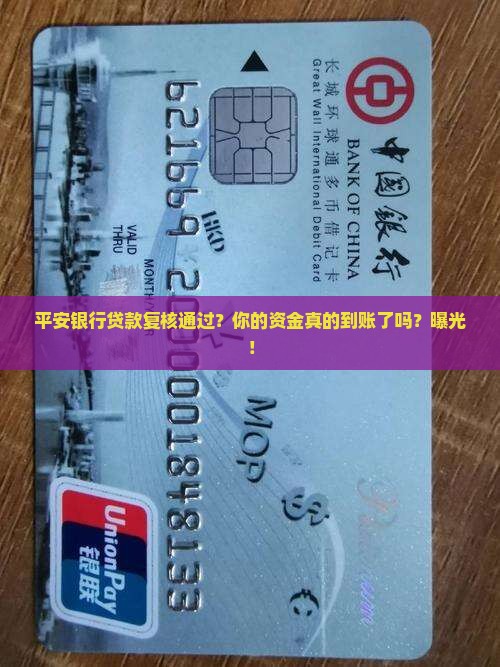 中国银行
BANK OF CHINA
长城环球通多币借记卡
Great Wall International Debit Card
621669
HKD
VALID
THRU
平安银行贷款复核通过？你的资金真的到账了吗？曝光
！
MOP
$
€
UnionPay
银联